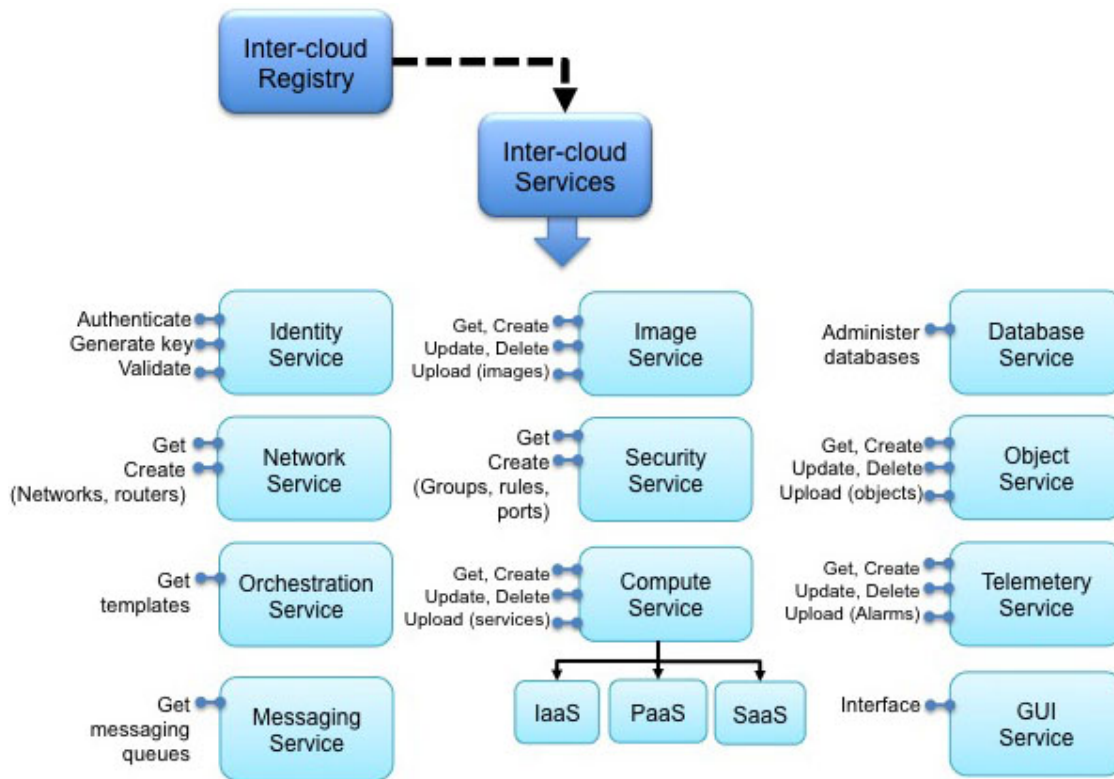 Inter-cloud
Registry
Inter-cloud
Services
Authenticate
Generate key
Validate
Identity
Service
Get, Create
Update, Delete
Upload (images)
Image
Service
Administer
databases
Database
Service
Get
Create
(Networks, routers)
Network
Service
Get
Create
(Groups, rules,
ports)
Security
Service
Get, Create
Update, Delete
Upload (objects)
Object
Service
Get
templates
Orchestration
Service
Get, Create
Update, Delete
Upload (services)
Compute
Service
Get, Create
Update, Delete
Upload (Alarms)
Telemetery
Service
IaaS
PaaS
SaaS
Get
messaging
queues
Messaging
Service
Interface
GUI
Service